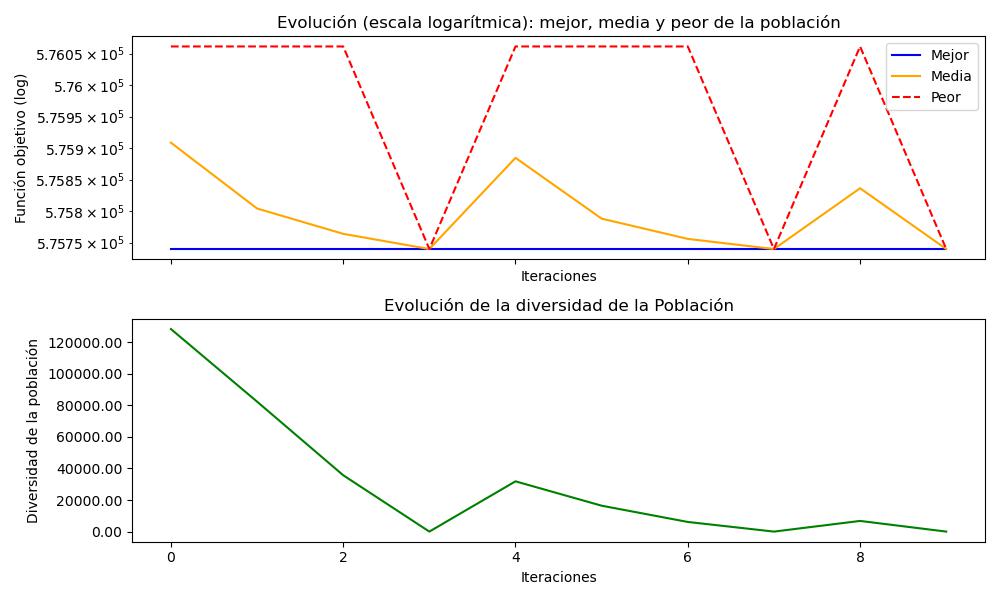 Evolución (escala logarítmica): mejor, media y peor de la población
Función objetivo (log)
5.7605 × 10⁵
5.76 × 10⁵
5.7595 × 10⁵
5.759 × 10⁵
5.7585 × 10⁵
5.758 × 10⁵
5.7575 × 10⁵
Mejor
Media
Peor
Iteraciones
Evolución de la diversidad de la Población
Diversidad de la población
120000.00
100000.00
80000.00
60000.00
40000.00
20000.00
0.00
0 2 4 6 8
Iteraciones